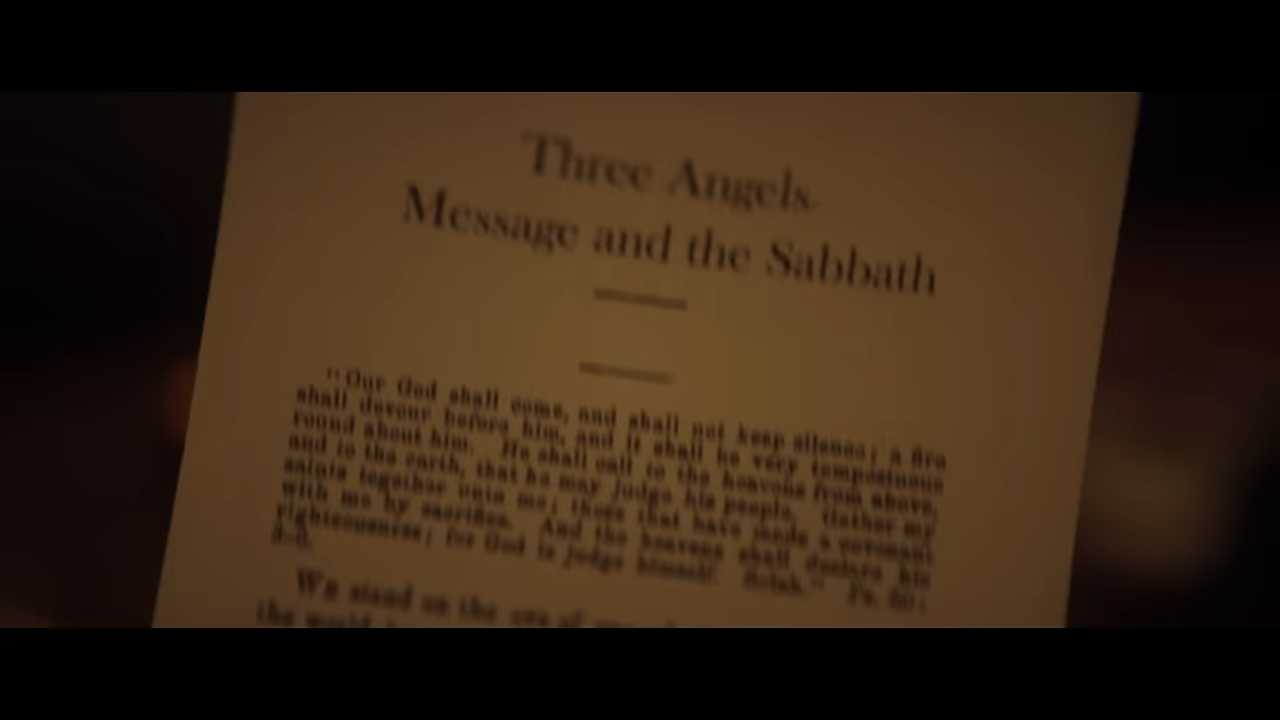 Three Angels
Message and the Sabbath
"Our God shall come, and shall not keep silence; a fire
shall devour before him, and it shall be very tempestuous
round about him. He shall call to the heavens from above,
and to the earth, that he may judge his people. Gather my
saints together unto me; those that have made a covenant
with me by sacrifice. And the heavens shall declare his
righteousness; for God is judge himself. Selah." Ps. 50:
3-6.
We stand on the eve of
the world